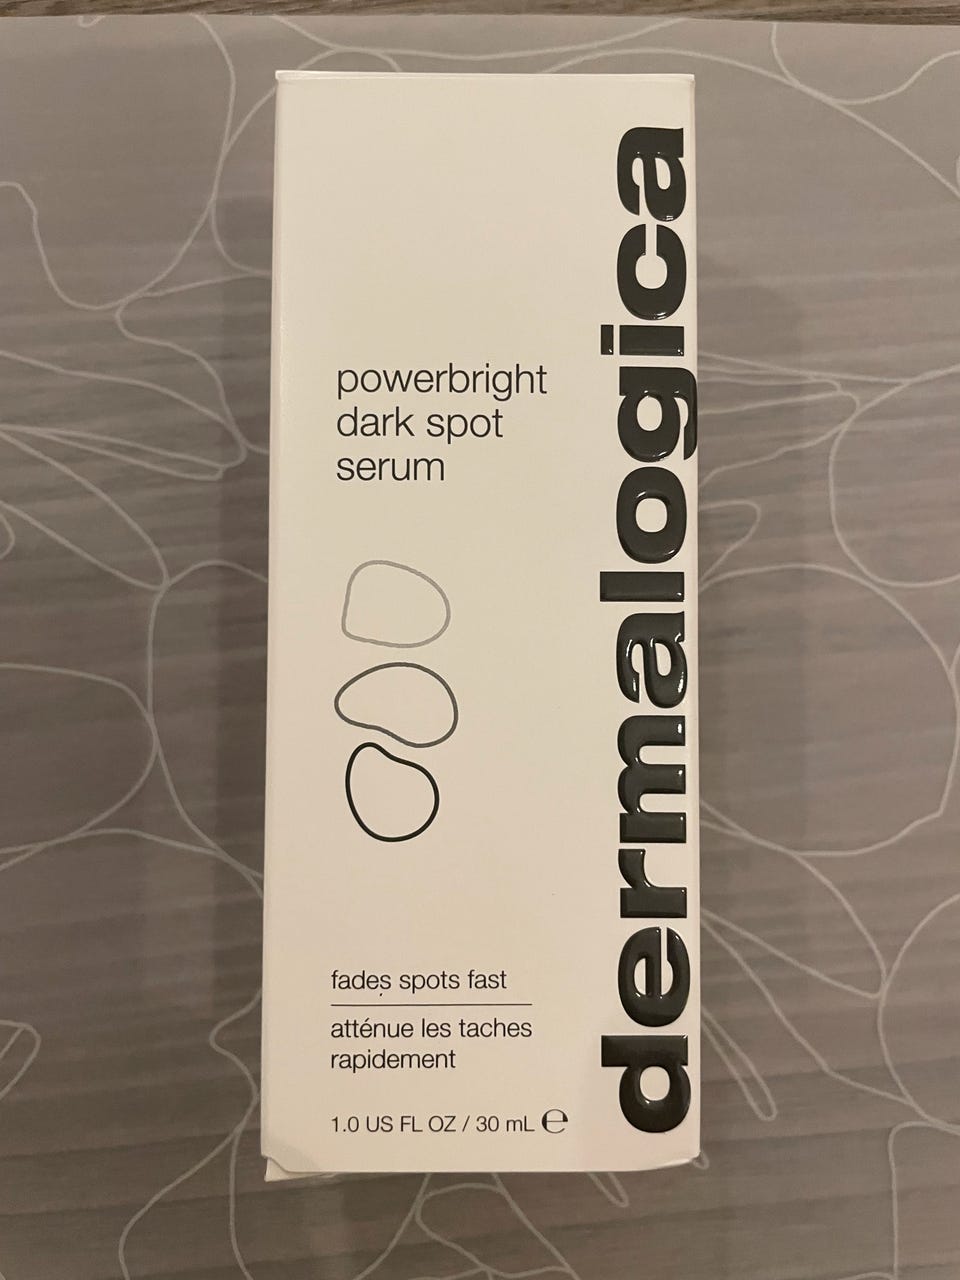 dermalogica
powerbright
dark spot
serum
fades spots fast
atténue les taches
rapidement
1.0 US FL OZ / 30 mL ℮